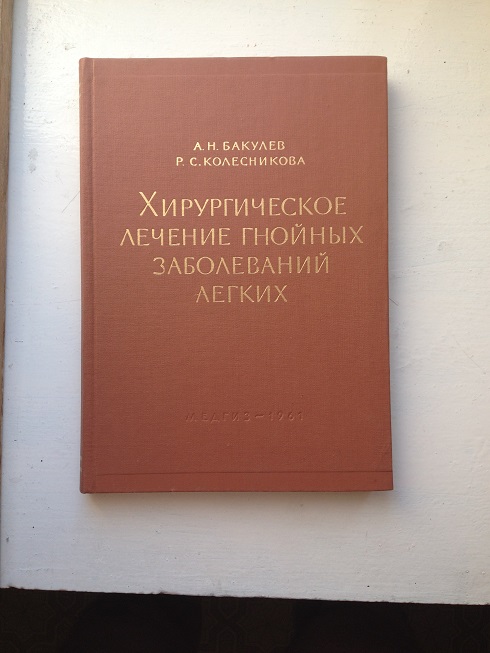 А. Н. БАКУЛЕВ
Р. С. КОЛЕСНИКОВА
ХИРУРГИЧЕСКОЕ
ЛЕЧЕНИЕ ГНОЙНЫХ
ЗАБОЛЕВАНИЙ
ЛЕГКИХ
МЕДГИЗ — 1961